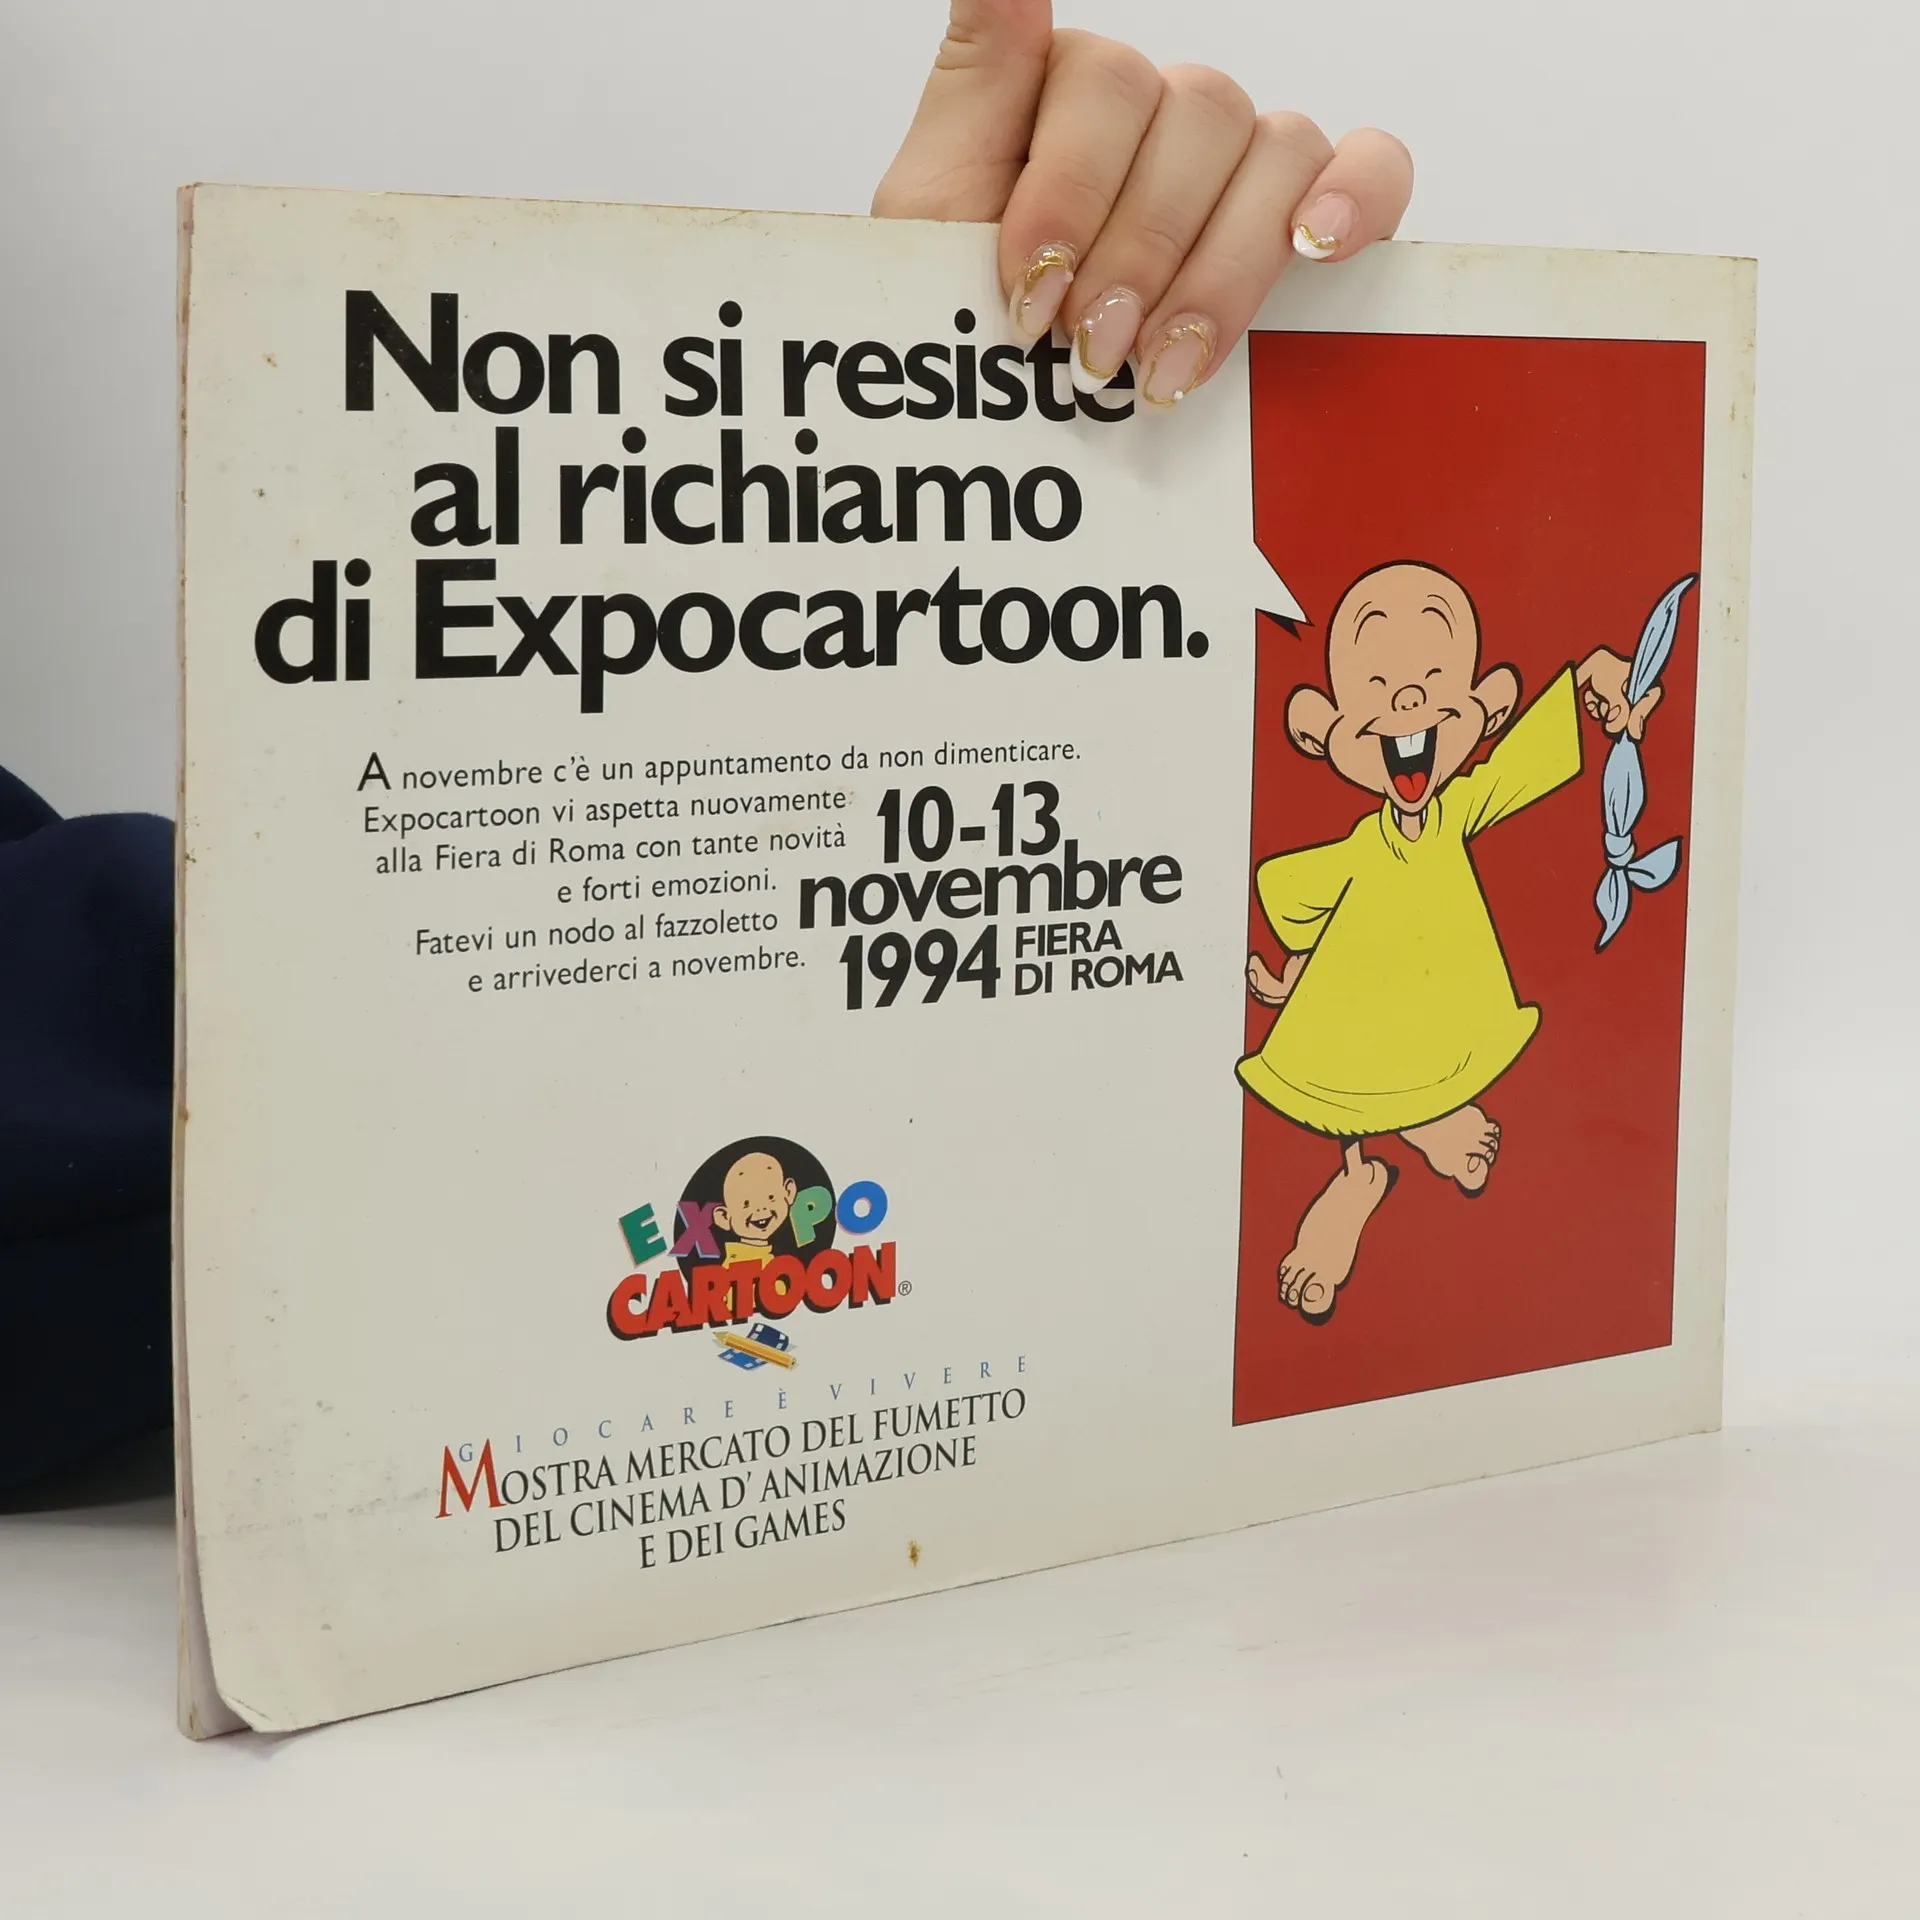 Non si resiste
al richiamo
di Expocartoon.
A novembre c'è un appuntamento da non dimenticare.
Expocartoon vi aspetta nuovamente
alla Fiera di Roma con tante novità
e forti emozioni.
Fatevi un nodo al fazzoletto
e arrivederci a novembre.
10-13
novembre
1994 FIERA
DI ROMA
EXPO
CARTOON®
GIOCARE È VIVERE
MOSTRA MERCATO DEL FUMETTO
DEL CINEMA D'ANIMAZIONE
E DEI GAMES